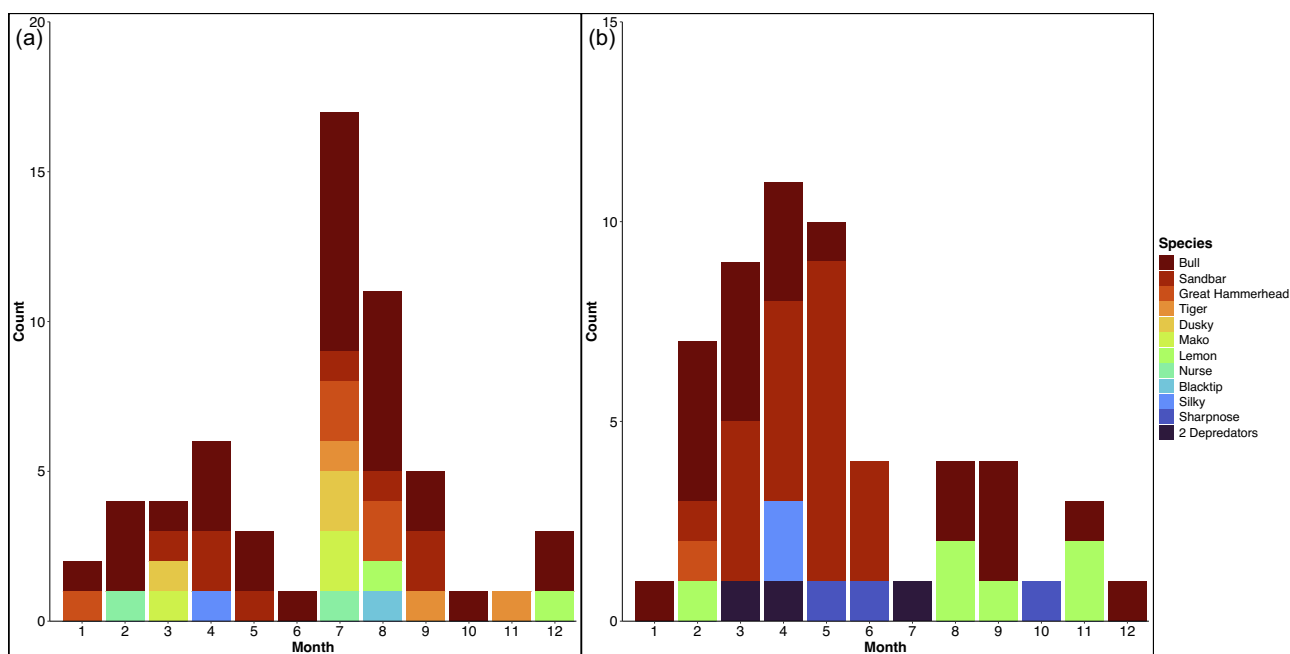 (a)
20
15
10
5
0
Count
1 2 3 4 5 6 7 8 9 10 11 12
Month
(b)
15
10
5
0
Count
1 2 3 4 5 6 7 8 9 10 11 12
Month
Species
Bull
Sandbar
Great Hammerhead
Tiger
Dusky
Mako
Lemon
Nurse
Blacktip
Silky
Sharpnose
2 Depredators